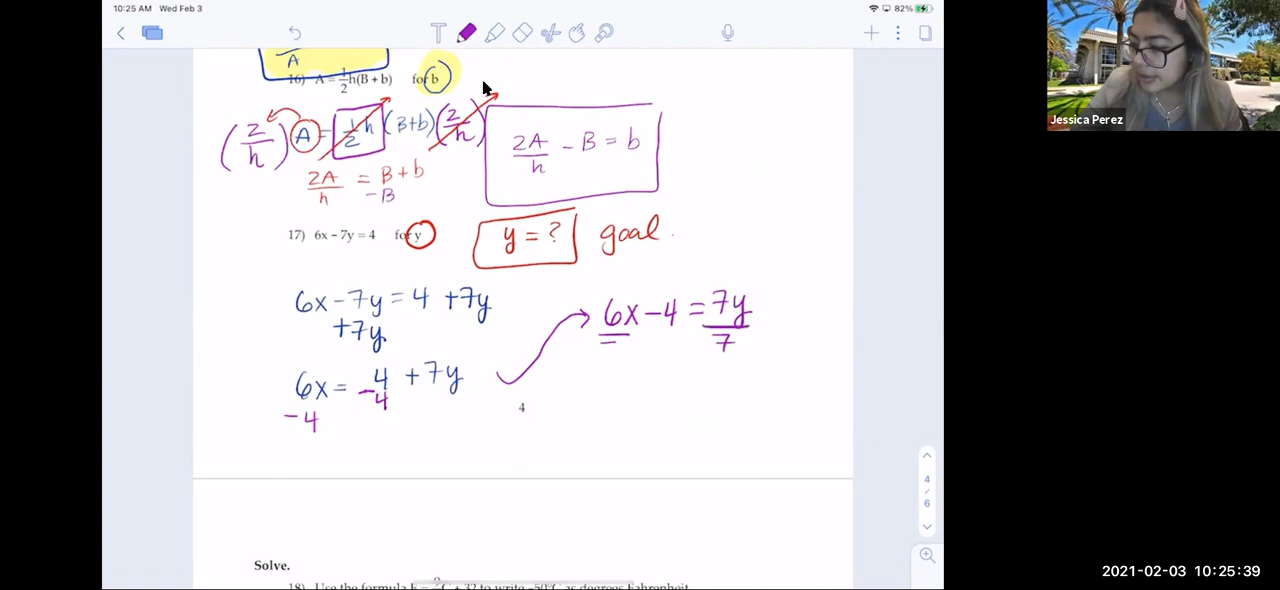 10:25 AM Wed Feb 3
82%
A
16) A = 1/2 h(B + b) for b
(2/h) A = 1/2 h (B+b) (2/h)
2A/h - B = b
2A/h = B + b
- B
17) 6x - 7y = 4 for y
y = ? goal.
6x - 7y = 4 + 7y
+7y
6x - 4 = 7y
7
6x = 4 + 7y
-4 -4
4
4
/
6
Solve.
Jessica Perez
2021-02-03 10:25:39